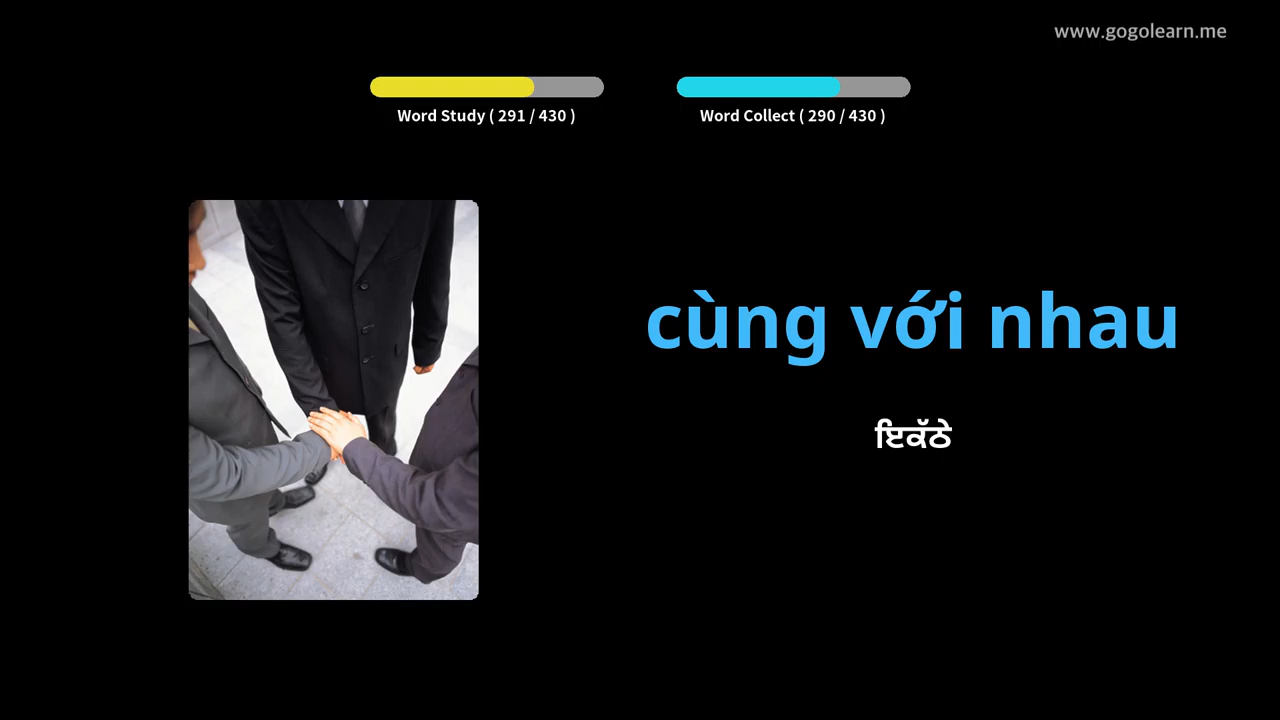 www.gogolearn.me
Word Study ( 291 / 430 )
Word Collect ( 290 / 430 )
cùng với nhau
ਇਕੱਠੇ